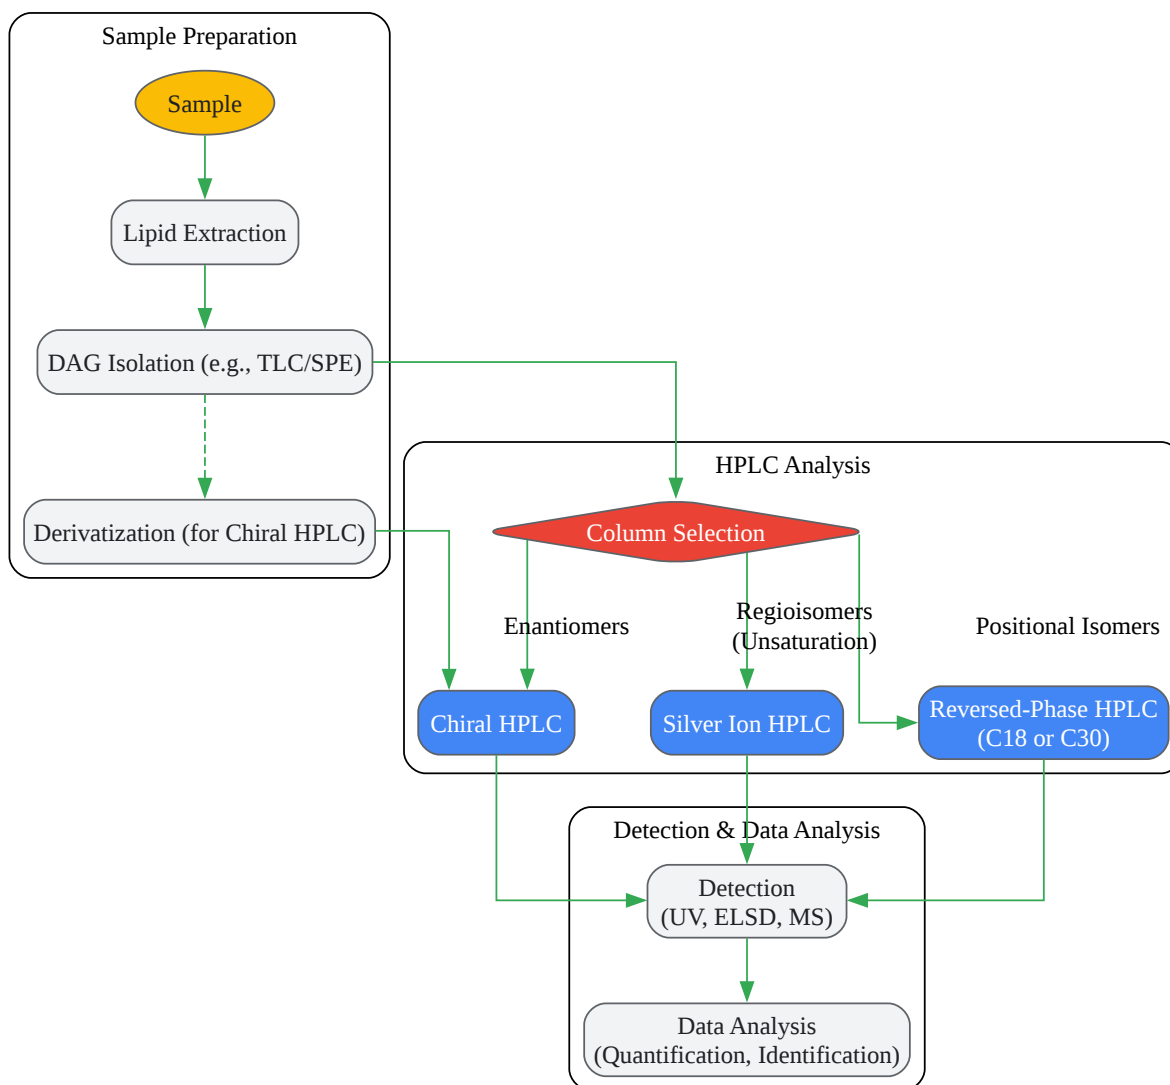 Sample Preparation
Sample
Lipid Extraction
DAG Isolation (e.g., TLC/SPE)
Derivatization (for Chiral HPLC)
HPLC Analysis
Column Selection
Enantiomers
Regioisomers
(Unsaturation)
Positional Isomers
Chiral HPLC
Silver Ion HPLC
Reversed-Phase HPLC
(C18 or C30)
Detection & Data Analysis
Detection
(UV, ELSD, MS)
Data Analysis
(Quantification, Identification)